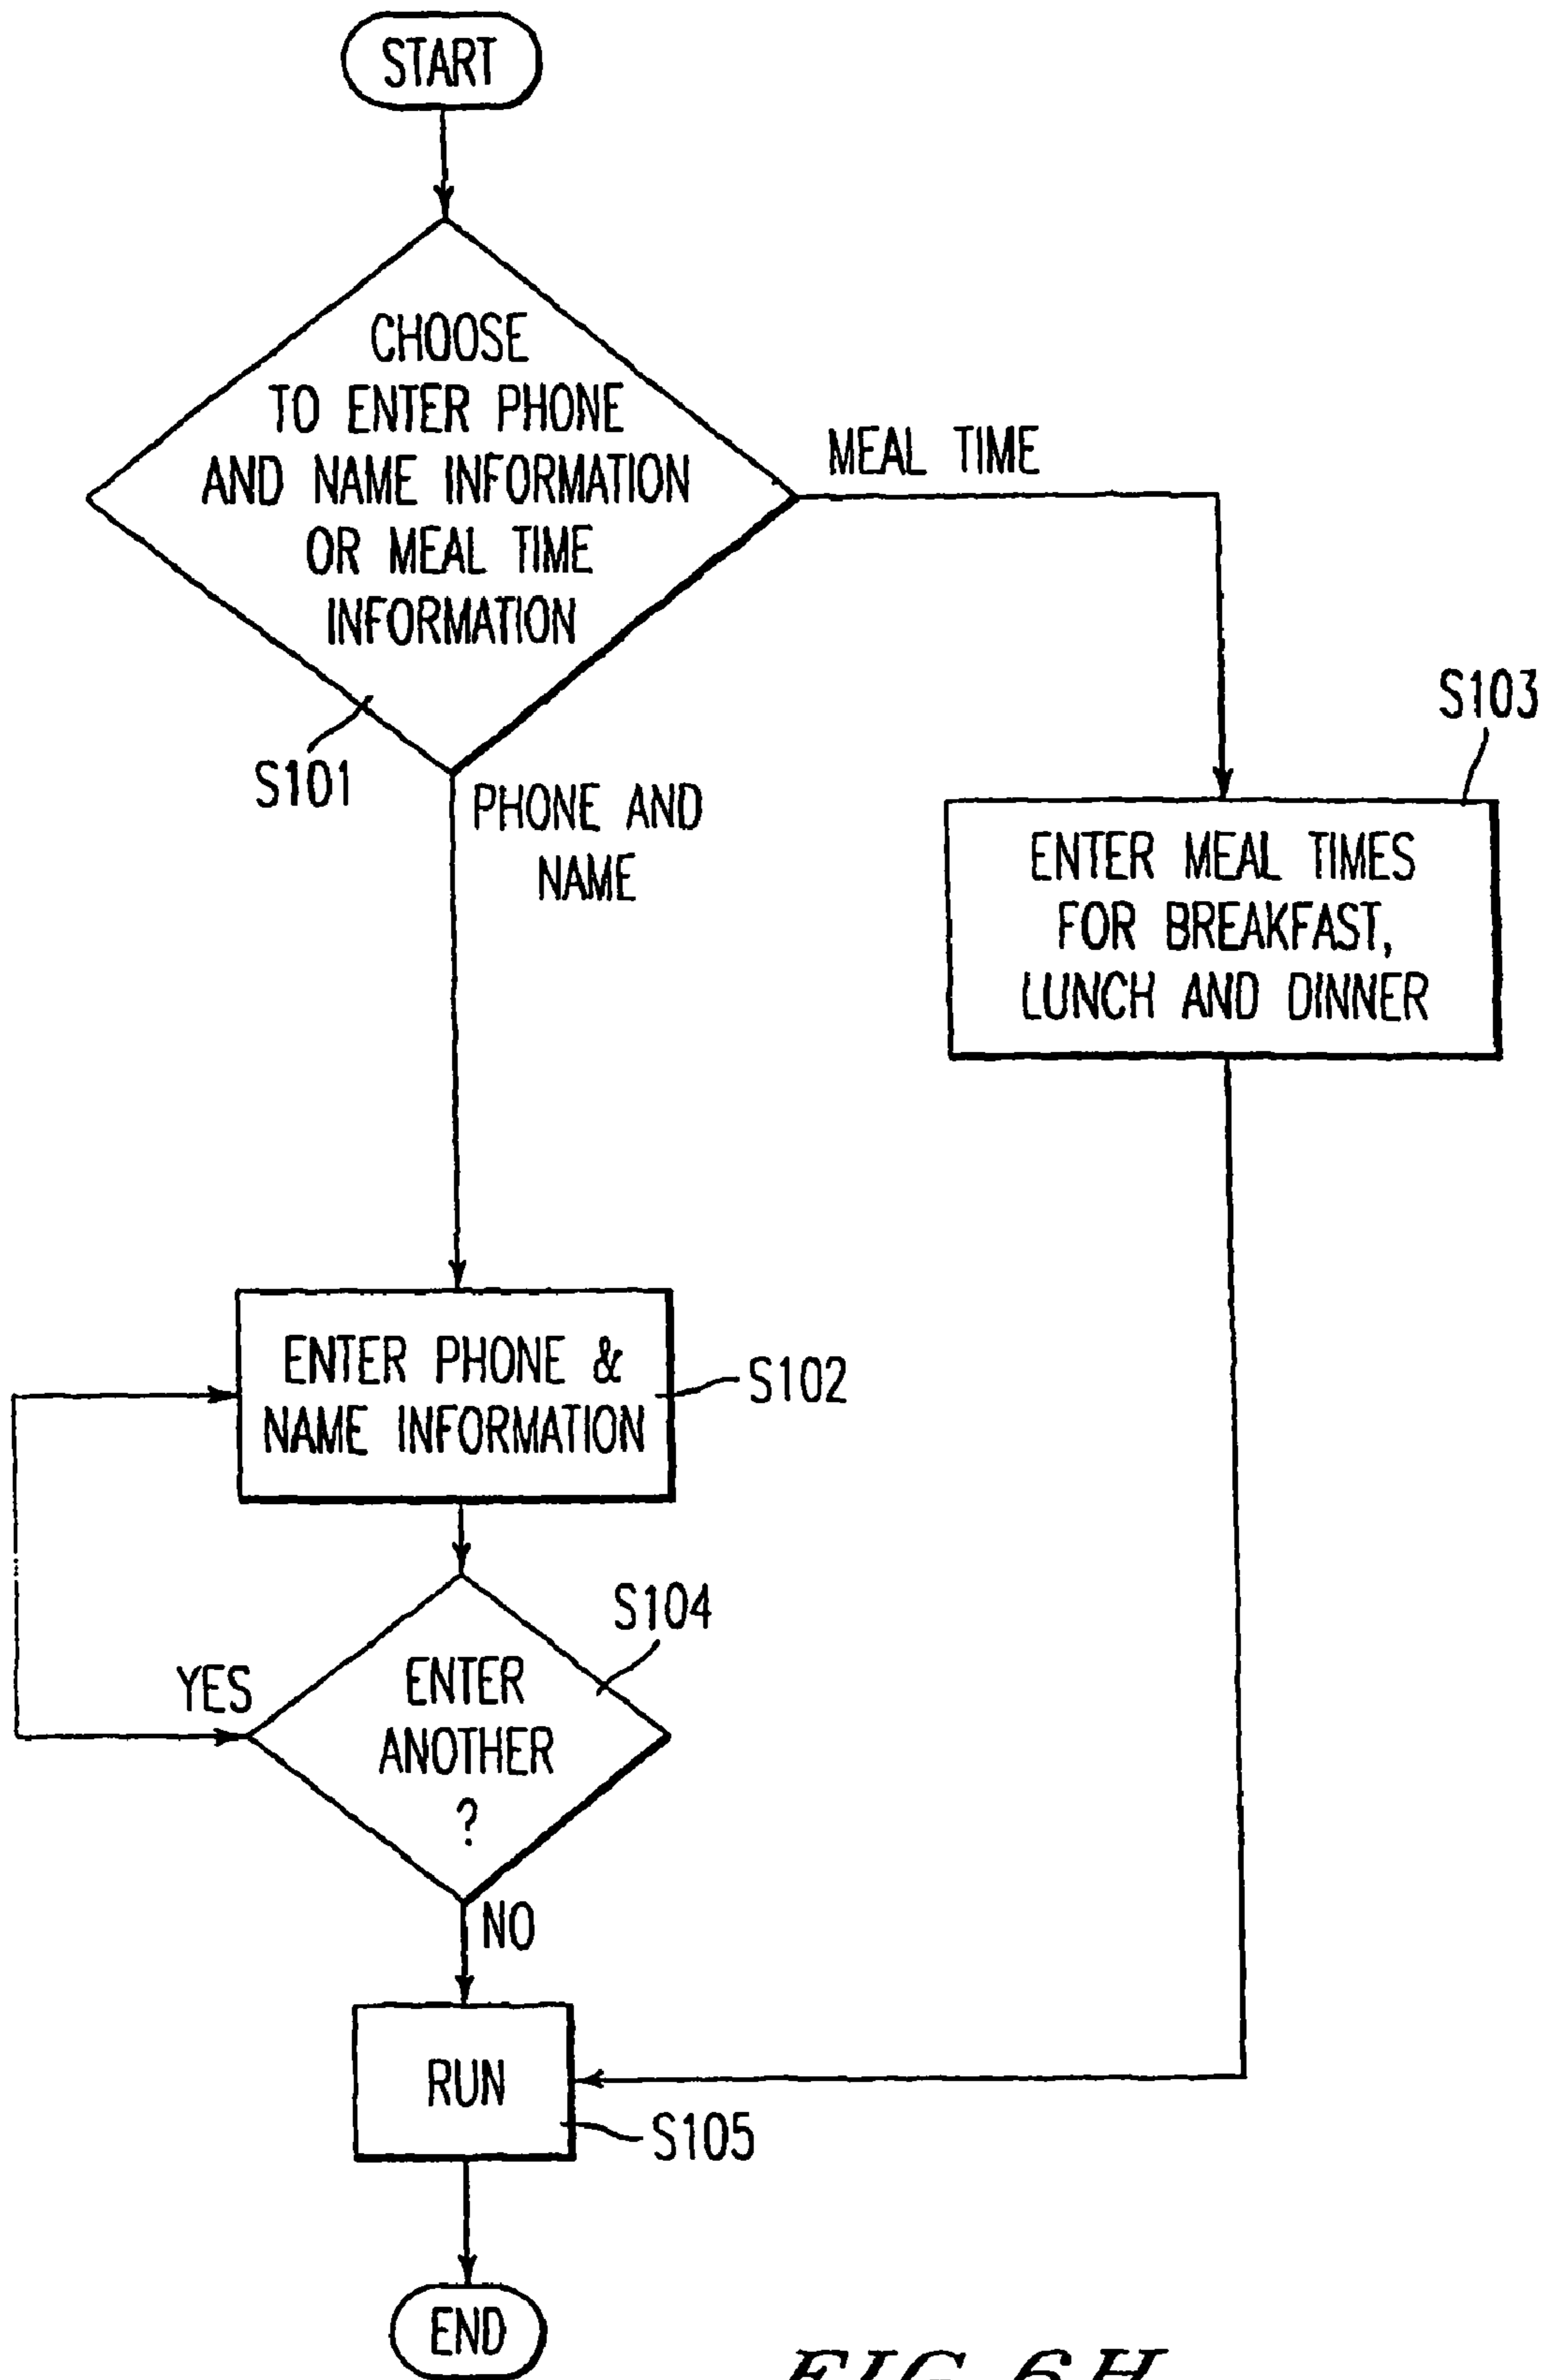 START
CHOOSE
TO ENTER PHONE
AND NAME INFORMATION
OR MEAL TIME
INFORMATION
MEAL TIME
S101
PHONE AND
NAME
S103
ENTER MEAL TIMES
FOR BREAKFAST,
LUNCH AND DINNER
ENTER PHONE &
NAME INFORMATION
S102
S104
YES
ENTER
ANOTHER
?
NO
RUN
S105
END
FIG. 6H